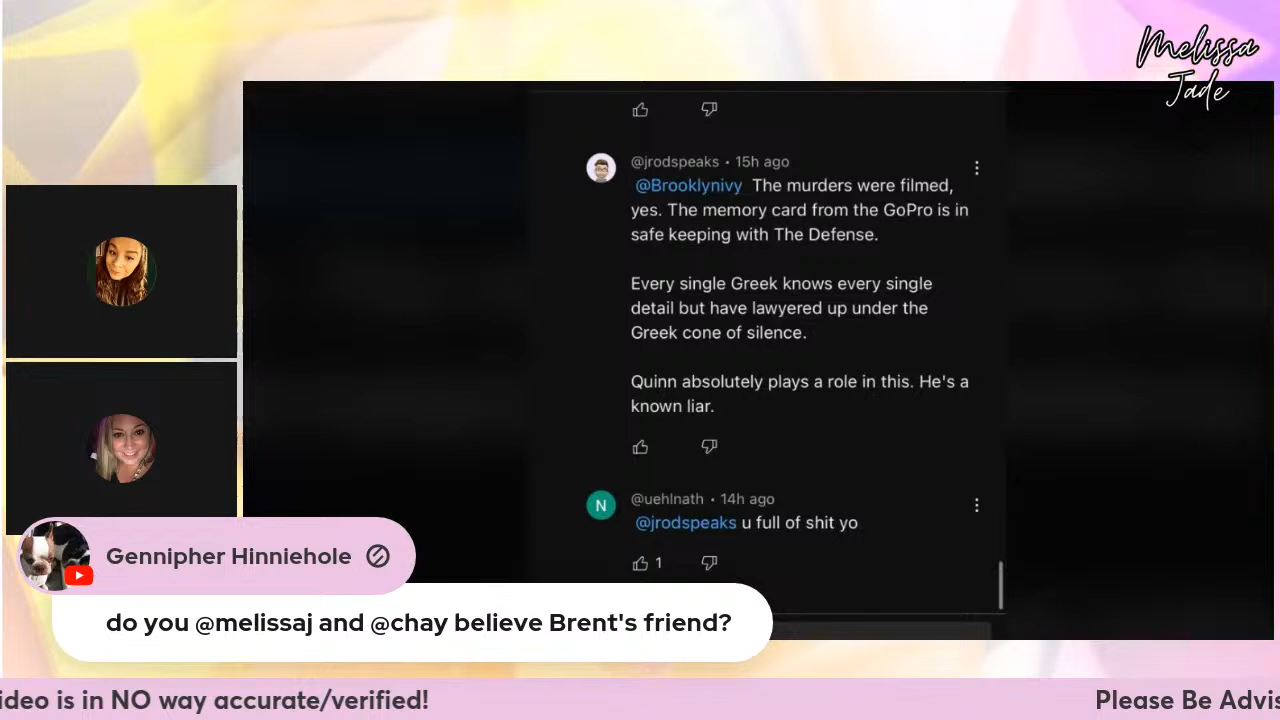 Melissa
Jade
@jrodspeaks • 15h ago
@Brooklynivy The murders were filmed,
yes. The memory card from the GoPro is in
safe keeping with The Defense.
Every single Greek knows every single
detail but have lawyered up under the
Greek cone of silence.
Quinn absolutely plays a role in this. He's a
known liar.
N
@uehlnath • 14h ago
@jrodspeaks u full of shit yo
1
Gennipher Hinniehole
do you @melissaj and @chay believe Brent's friend?
ideo is in NO way accurate/verified!
Please Be Advis